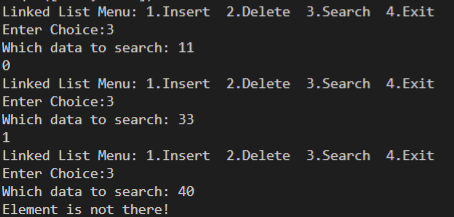 Linked List Menu: 1.Insert  2.Delete  3.Search  4.Exit
Enter Choice:3
Which data to search: 11
0
Linked List Menu: 1.Insert  2.Delete  3.Search  4.Exit
Enter Choice:3
Which data to search: 33
1
Linked List Menu: 1.Insert  2.Delete  3.Search  4.Exit
Enter Choice:3
Which data to search: 40
Element is not there!